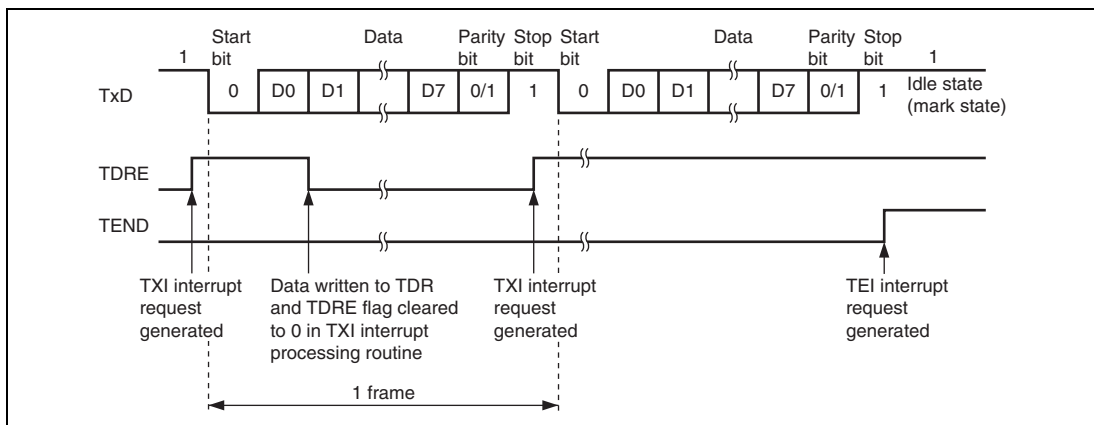 Start bit
Data
Parity bit
Stop bit
Start bit
Data
Parity bit
Stop bit
1
1
TxD
0
D0
D1
D7
0/1
1
0
D0
D1
D7
0/1
1
Idle state
(mark state)
TDRE
TEND
TXI interrupt
request
generated
Data written to TDR
and TDRE flag cleared
to 0 in TXI interrupt
processing routine
TXI interrupt
request
generated
TEI interrupt
request
generated
1 frame